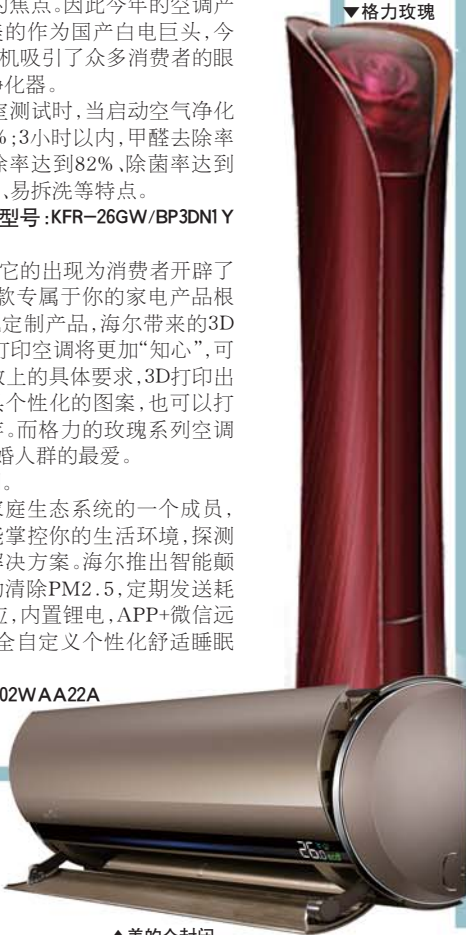 ▼格力玫瑰
的焦点。因此今年的空调产
美的作为国产白电巨头,今
机吸引了众多消费者的眼
净化器。
室测试时,当启动空气净化
%;3小时以内,甲醛去除率
除率达到82%、除菌率达到
、易拆洗等特点。
型号:KFR-26GW/BP3DN1Y
它的出现为消费者开辟了
款专属于你的家电产品根
定制产品,海尔带来的3D
打印空调将更加“知心”,可
数上的具体要求,3D打印出
具个性化的图案,也可以打
。而格力的玫瑰系列空调
婚人群的最爱。
。
家庭生态系统的一个成员,
能掌控你的生活环境,探测
解决方案。海尔推出智能颠
动清除PM2.5,定期发送耗
应,内置锂电,APP+微信远
全自定义个性化舒适睡眠
02WAA22A
26.0